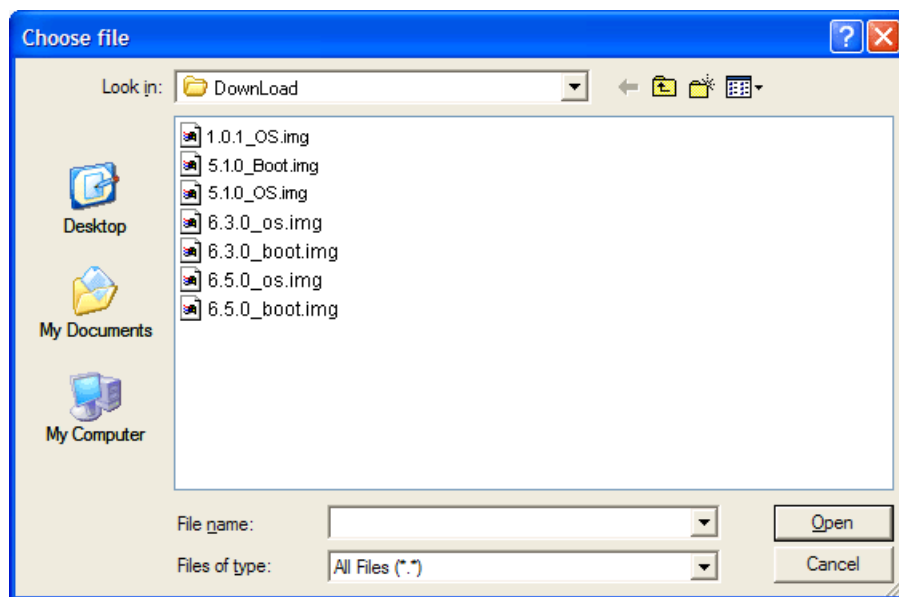 Choose file
Look in: DownLoad
1.0.1_OS.img
5.1.0_Boot.img
5.1.0_OS.img
6.3.0_os.img
6.3.0_boot.img
6.5.0_os.img
6.5.0_boot.img
Desktop
My Documents
My Computer
File name: Open
Files of type: All Files (*.*) Cancel